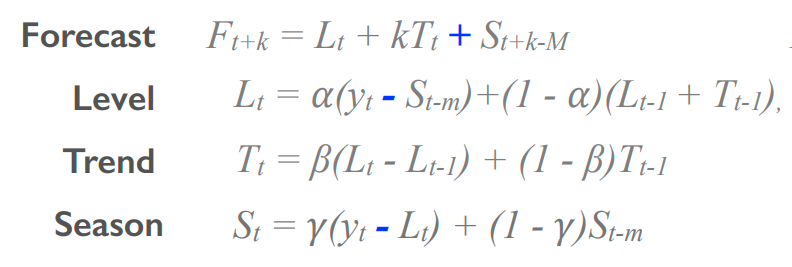 Forecast Fₜ₊ₖ = Lₜ + kTₜ + Sₜ₊ₖ₋M
Level Lₜ = α(yₜ - Sₜ₋ₘ)+(1 - α)(Lₜ₋₁ + Tₜ₋₁),
Trend Tₜ = β(Lₜ - Lₜ₋₁) + (1 - β)Tₜ₋₁
Season Sₜ = γ(yₜ - Lₜ) + (1 - γ)Sₜ₋ₘ